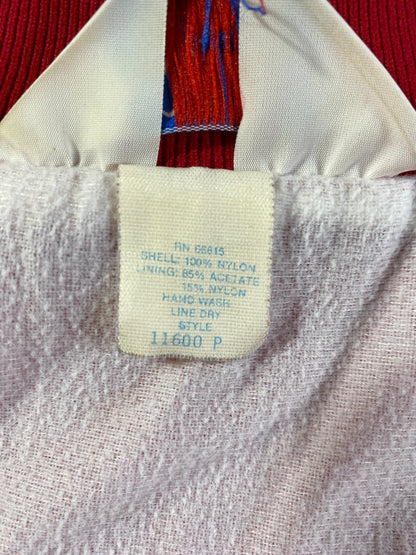 RN 66615
SHELL: 100% NYLON
LINING: 85% ACETATE
15% NYLON
HAND WASH
LINE DRY
STYLE
11600 P